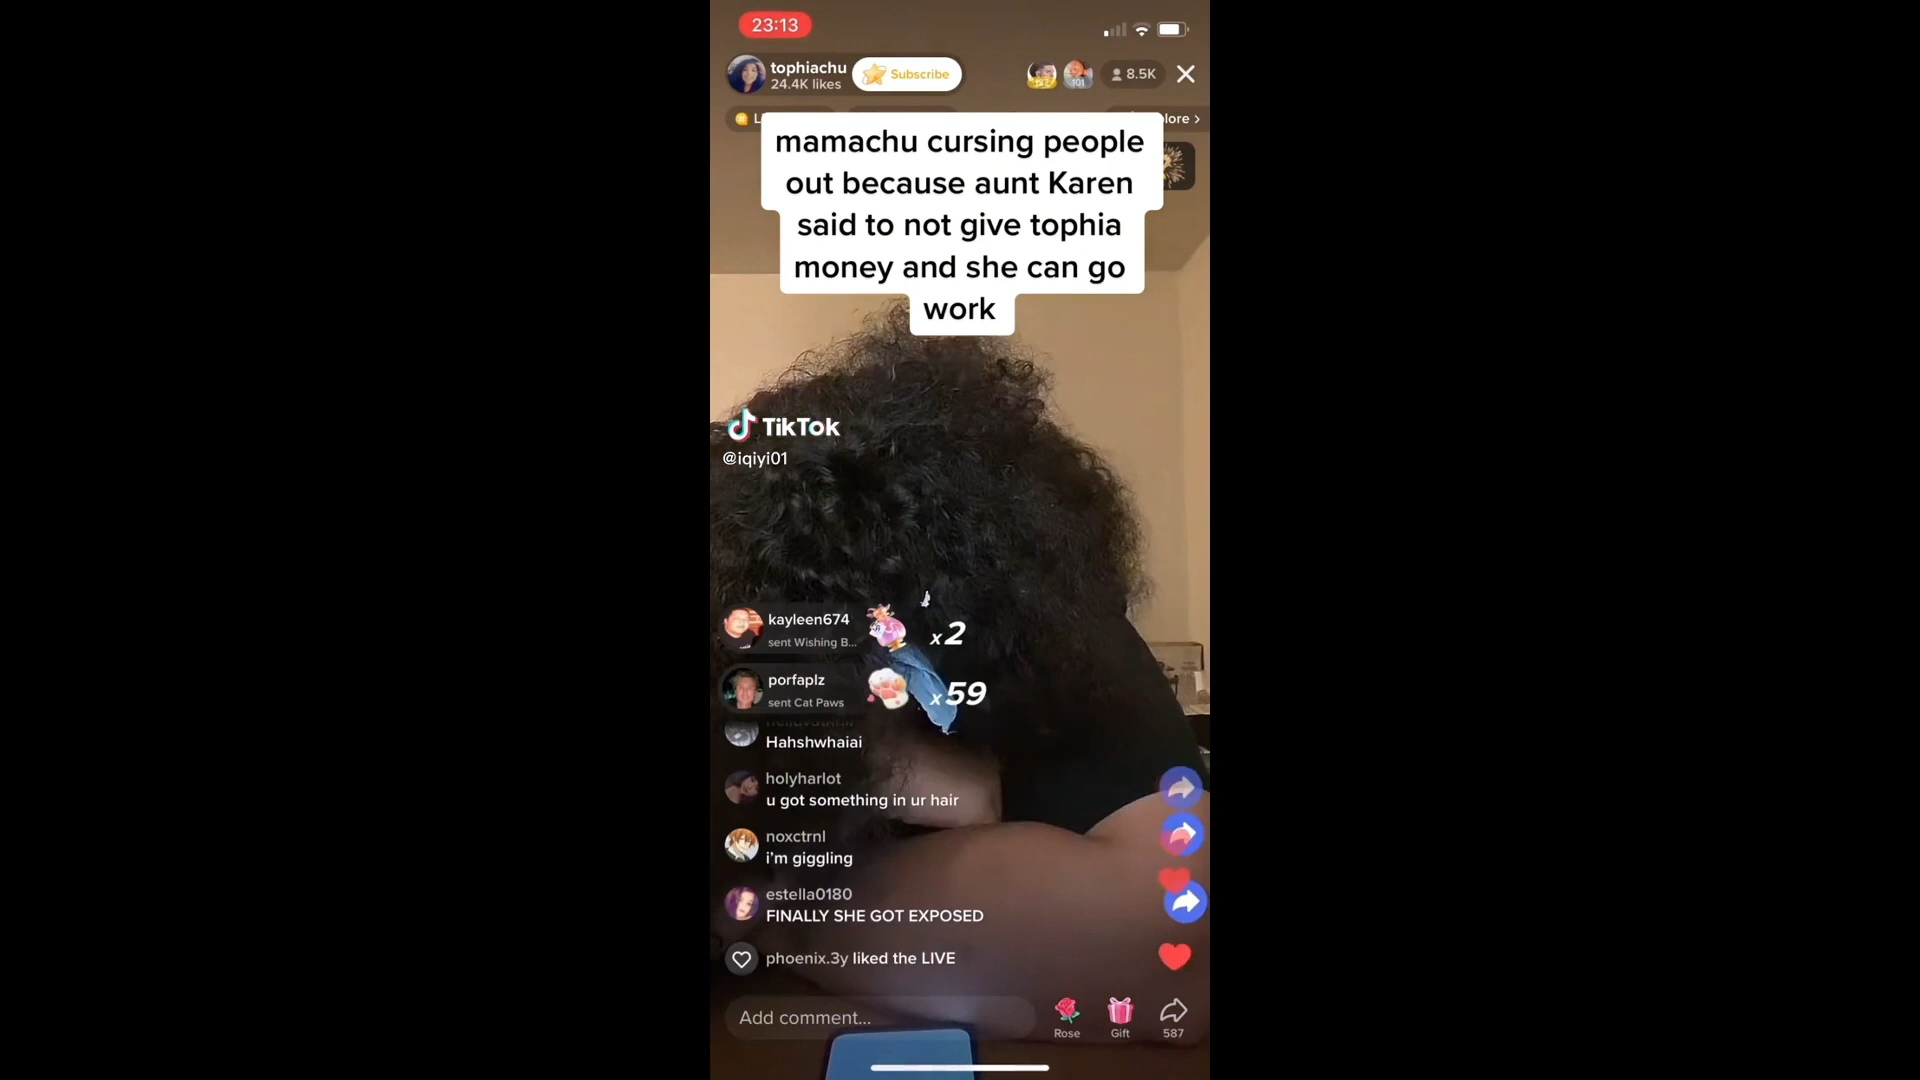 23:13
tophiachu
24.4K likes
Subscribe
101
8.5K
lore >
mamachu cursing people
out because aunt Karen
said to not give tophia
money and she can go
work
TikTok
@iqiyi01
kayleen674
sent Wishing B...
x2
porfaplz
sent Cat Paws
x59
Hahshwhaiai
holyharlot
u got something in ur hair
noxctrnl
i'm giggling
estella0180
FINALLY SHE GOT EXPOSED
phoenix.3y liked the LIVE
Add comment...
Rose
Gift
587